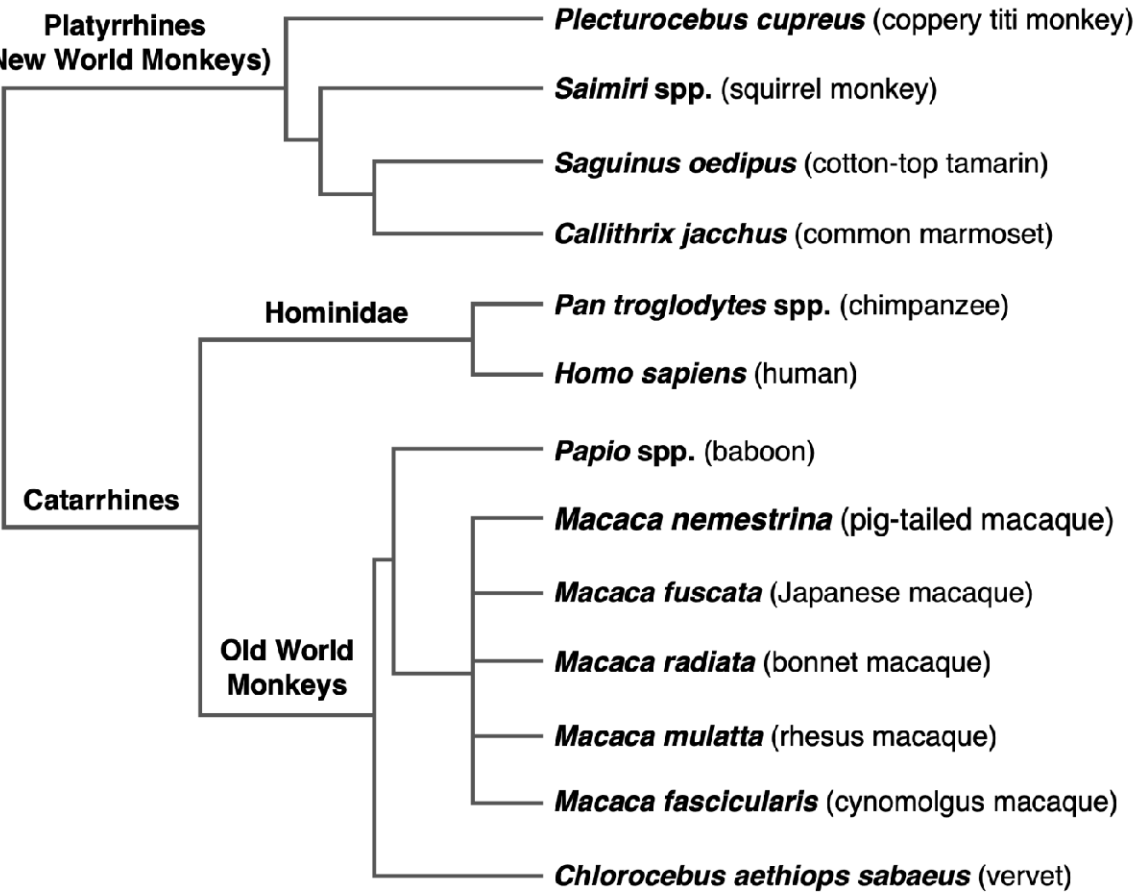 Platyrrhines
New World Monkeys)
Plecturocebus cupreus (coppery titi monkey)
Saimiri spp. (squirrel monkey)
Saguinus oedipus (cotton-top tamarin)
Callithrix jacchus (common marmoset)
Hominidae
Pan troglodytes spp. (chimpanzee)
Homo sapiens (human)
Catarrhines
Papio spp. (baboon)
Macaca nemestrina (pig-tailed macaque)
Macaca fuscata (Japanese macaque)
Old World
Monkeys
Macaca radiata (bonnet macaque)
Macaca mulatta (rhesus macaque)
Macaca fascicularis (cynomolgus macaque)
Chlorocebus aethiops sabaeus (vervet)